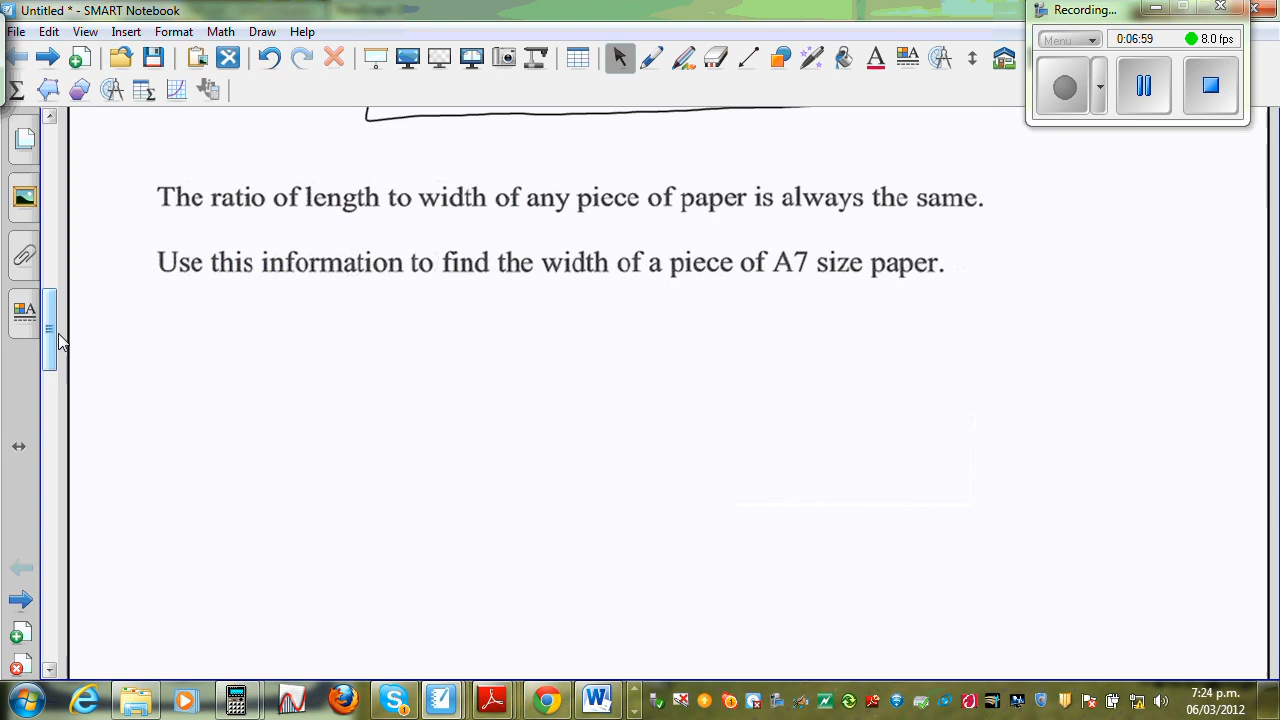 Untitled * - SMART Notebook
Recording...
File Edit View Insert Format Math Draw Help
Menu
0:06:59
8.0 fps
The ratio of length to width of any piece of paper is always the same.
Use this information to find the width of a piece of A7 size paper.
7:24 p.m.
06/03/2012